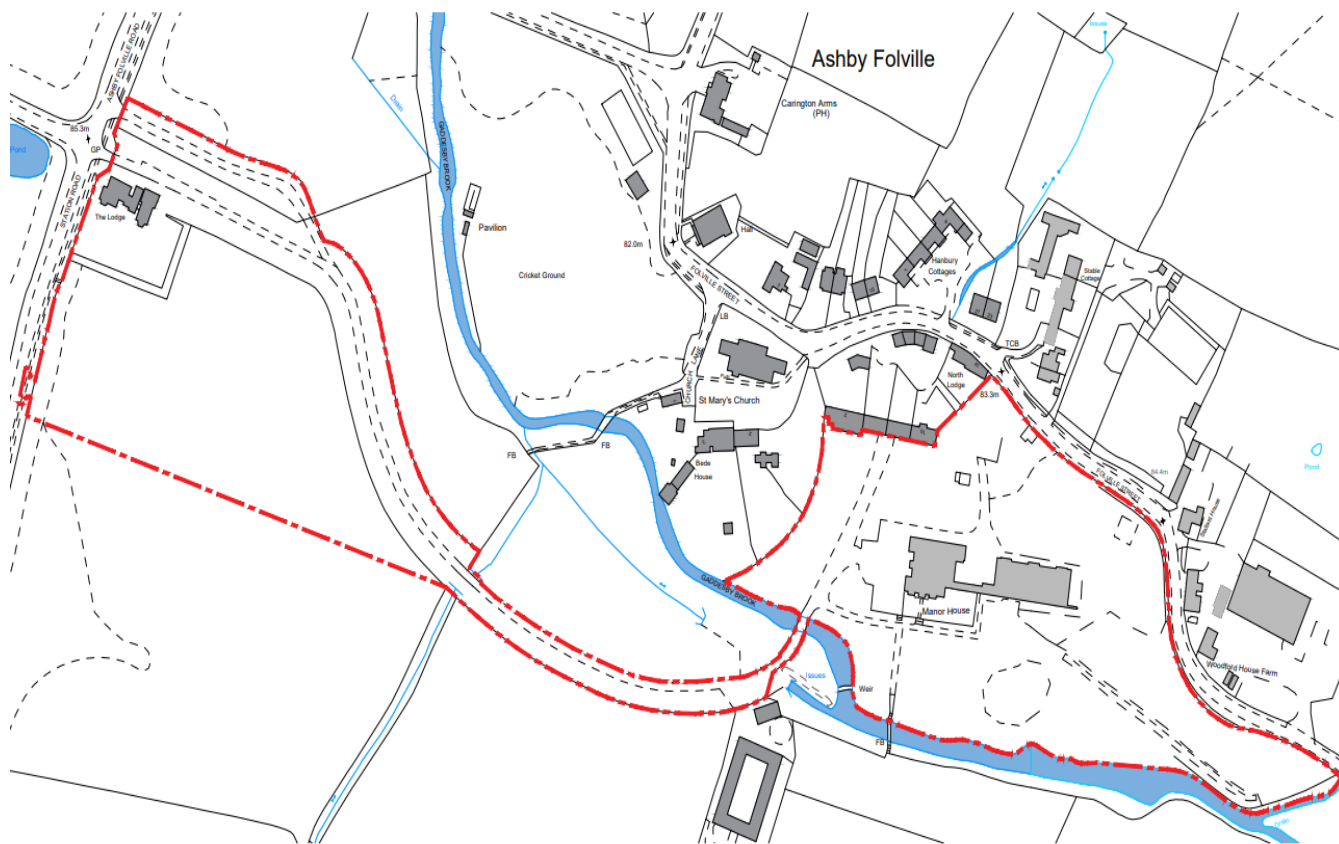 Ashby Folville
Issues
ASHBY FOLVILLE ROAD
85.3m
Pond
GP
STATION ROAD
The Lodge
Drain
GADDESBY BROOK
Pavilion
Cricket Ground
Carington Arms
(PH)
82.0m
Hall
FOLVILLE STREET
Hanbury
Cottages
Stable
Cottage
LB
CHURCH LANE
St Mary's Church
TCB
North
Lodge
83.3m
FB
FB
Bede
House
84.4m
FOLVILLE STREET
Pond
GADDESBY BROOK
Manor House
Woodford House Farm
Issues
Weir
FB
Drain